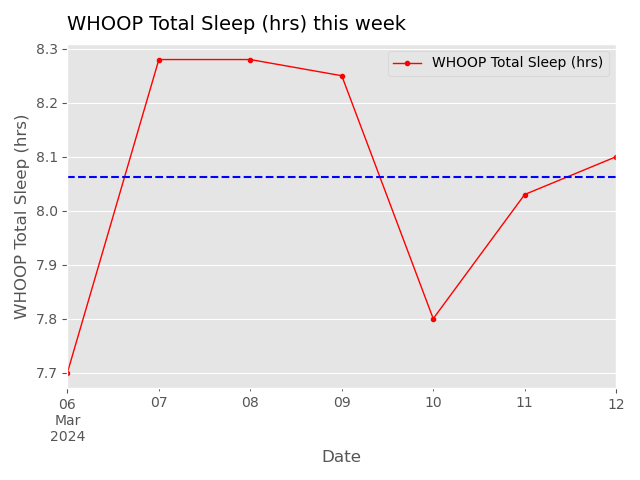 WHOOP Total Sleep (hrs) this week
WHOOP Total Sleep (hrs)
WHOOP Total Sleep (hrs)
8.3
8.2
8.1
8.0
7.9
7.8
7.7
06 07 08 09 10 11 12
Mar
2024
Date